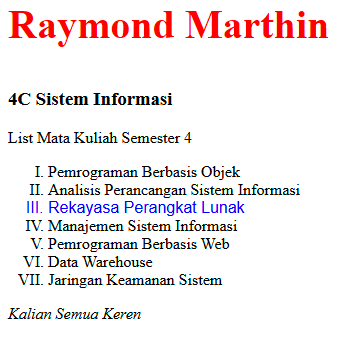 Raymond Marthin
4C Sistem Informasi
List Mata Kuliah Semester 4
I. Pemrograman Berbasis Objek
II. Analisis Perancangan Sistem Informasi
III. Rekayasa Perangkat Lunak
IV. Manajemen Sistem Informasi
V. Pemrograman Berbasis Web
VI. Data Warehouse
VII. Jaringan Keamanan Sistem
Kalian Semua Keren